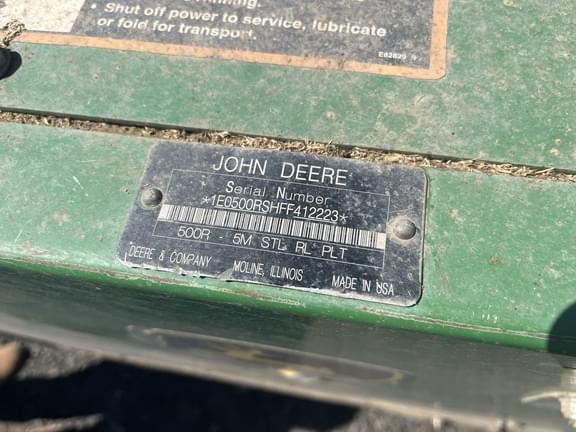 • Shut off power to service, lubricate
or fold for transport.
JOHN DEERE
Serial Number
*1E0500RSHFF412223*
500R - 5M STL RL PLT
DEERE & COMPANY MOLINE, ILLINOIS MADE IN USA